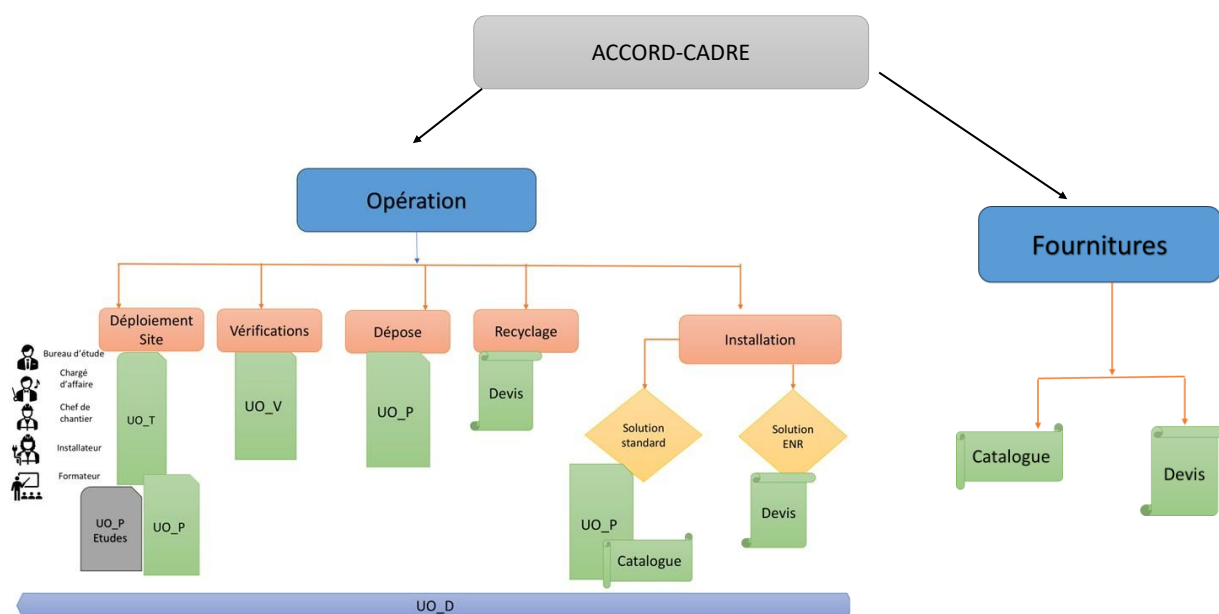 ACCORD-CADRE
Opération
Fournitures
Déploiement
Site
Vérifications
Dépose
Recyclage
Installation
Bureau d'étude
Chargé
d'affaire
Chef de
chantier
Installateur
Formateur
UO_T
UO_V
UO_P
Devis
Solution
standard
Solution
ENR
Catalogue
Devis
UO_P
Etudes
UO_P
UO_P
Catalogue
Devis
UO_D